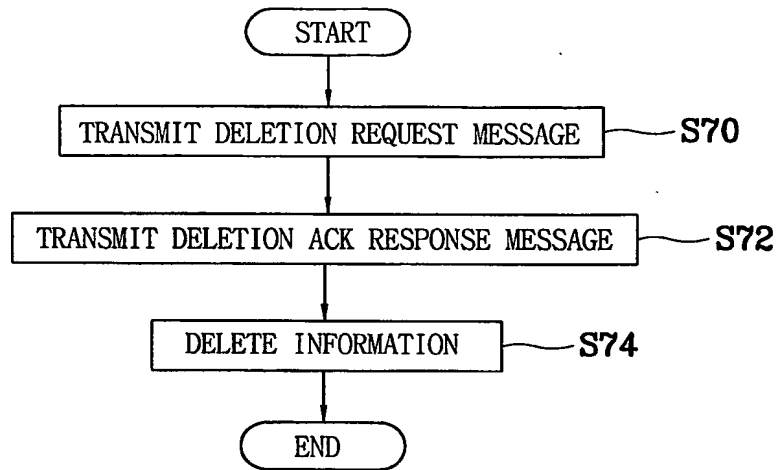 START
TRANSMIT DELETION REQUEST MESSAGE
S70
TRANSMIT DELETION ACK RESPONSE MESSAGE
S72
DELETE INFORMATION
S74
END